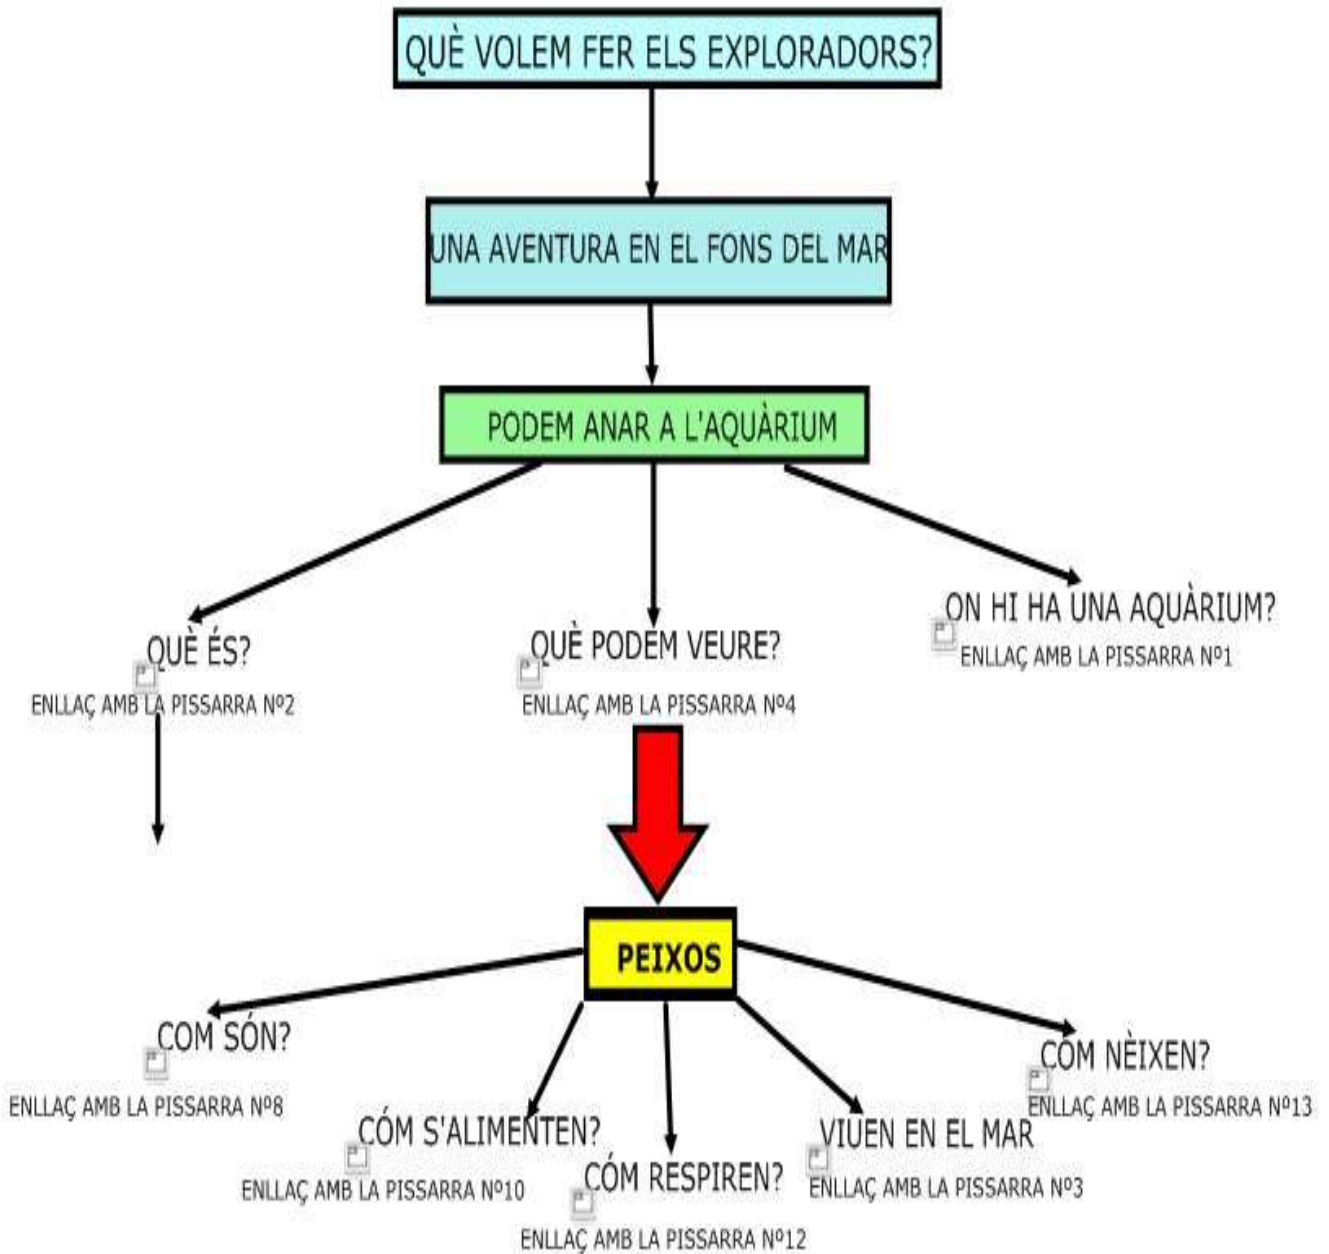 QUÈ VOLEM FER ELS EXPLORADORS?
UNA AVENTURA EN EL FONS DEL MAR
PODEM ANAR A L'AQUÀRIUM
QUÈ ÉS?
ENLLAÇ AMB LA PISSARRA Nº2
QUÈ PODEM VEURE?
ENLLAÇ AMB LA PISSARRA Nº4
ON HI HA UNA AQUÀRIUM?
ENLLAÇ AMB LA PISSARRA Nº1
PEIXOS
COM SÓN?
ENLLAÇ AMB LA PISSARRA Nº8
CÓM S'ALIMENTEN?
ENLLAÇ AMB LA PISSARRA Nº10
CÓM RESPIREN?
ENLLAÇ AMB LA PISSARRA Nº12
VIUEN EN EL MAR
ENLLAÇ AMB LA PISSARRA Nº3
CÓM NÈIXEN?
ENLLAÇ AMB LA PISSARRA Nº13